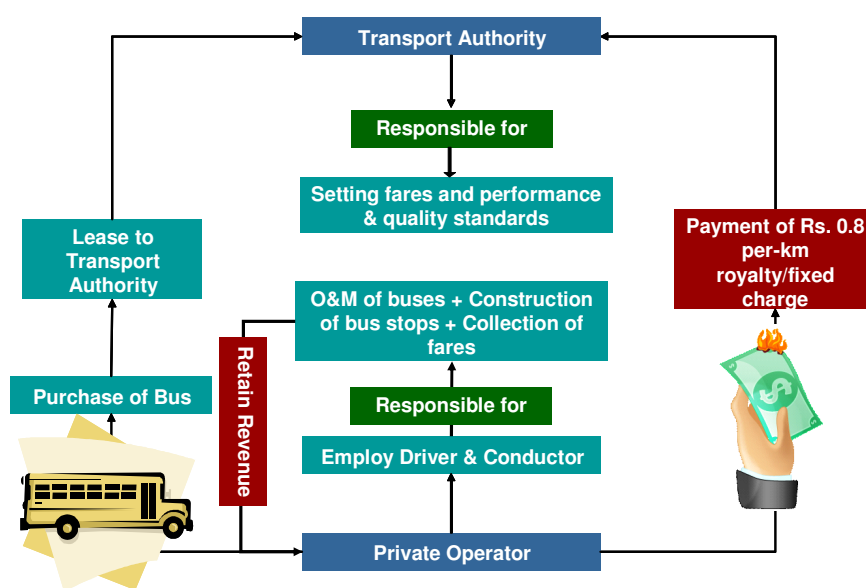 Transport Authority
Responsible for
Setting fares and performance
& quality standards
Lease to
Transport
Authority
Payment of Rs. 0.8
per-km
royalty/fixed
charge
O&M of buses + Construction
of bus stops + Collection of
fares
Retain Revenue
Purchase of Bus
Responsible for
Employ Driver & Conductor
Private Operator